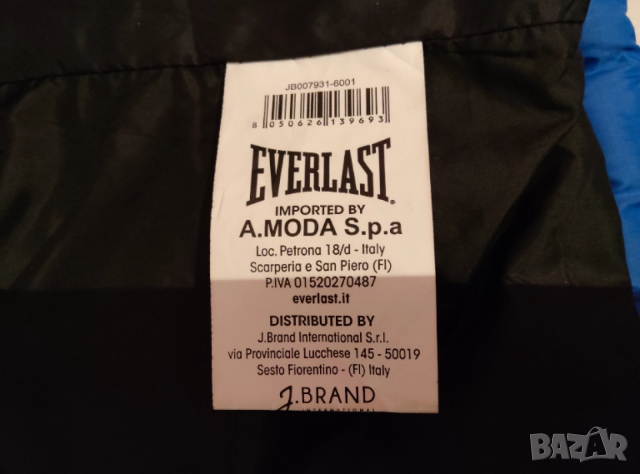 JB007931-6001
8 050626 139693
EVERLAST®
IMPORTED BY
A.MODA S.p.a
Loc. Petrona 18/d - Italy
Scarperia e San Piero (FI)
P.IVA 01520270487
everlast.it
DISTRIBUTED BY
J.Brand International S.r.l.
via Provinciale Lucchese 145 - 50019
Sesto Fiorentino - (FI) Italy
J.BRAND
INTERNATIONAL
BAZAR